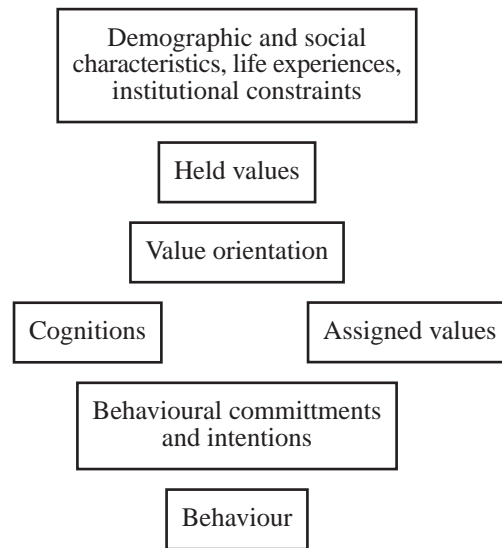 Demographic and social
characteristics, life experiences,
institutional constraints
Held values
Value orientation
Cognitions
Assigned values
Behavioural committments
and intentions
Behaviour